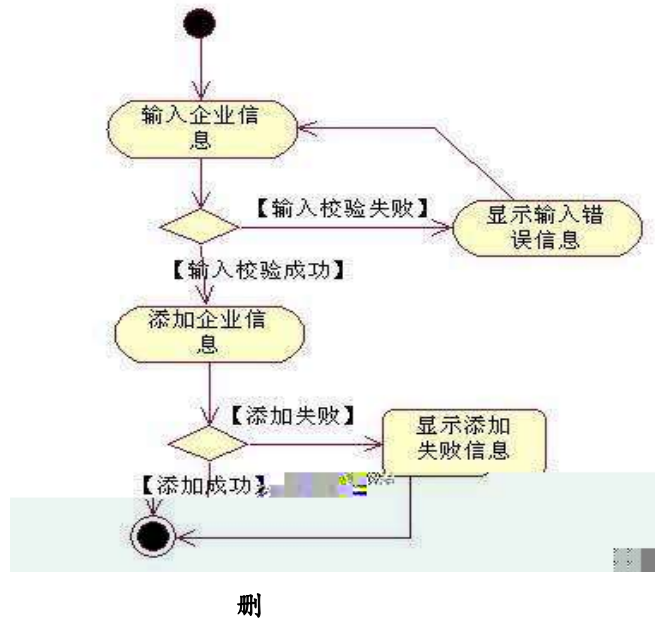 输入企业信
息
【输入校验失败】
显示输入错
误信息
【输入校验成功】
添加企业信
息
【添加失败】
显示添加
失败信息
【添加成功】
删